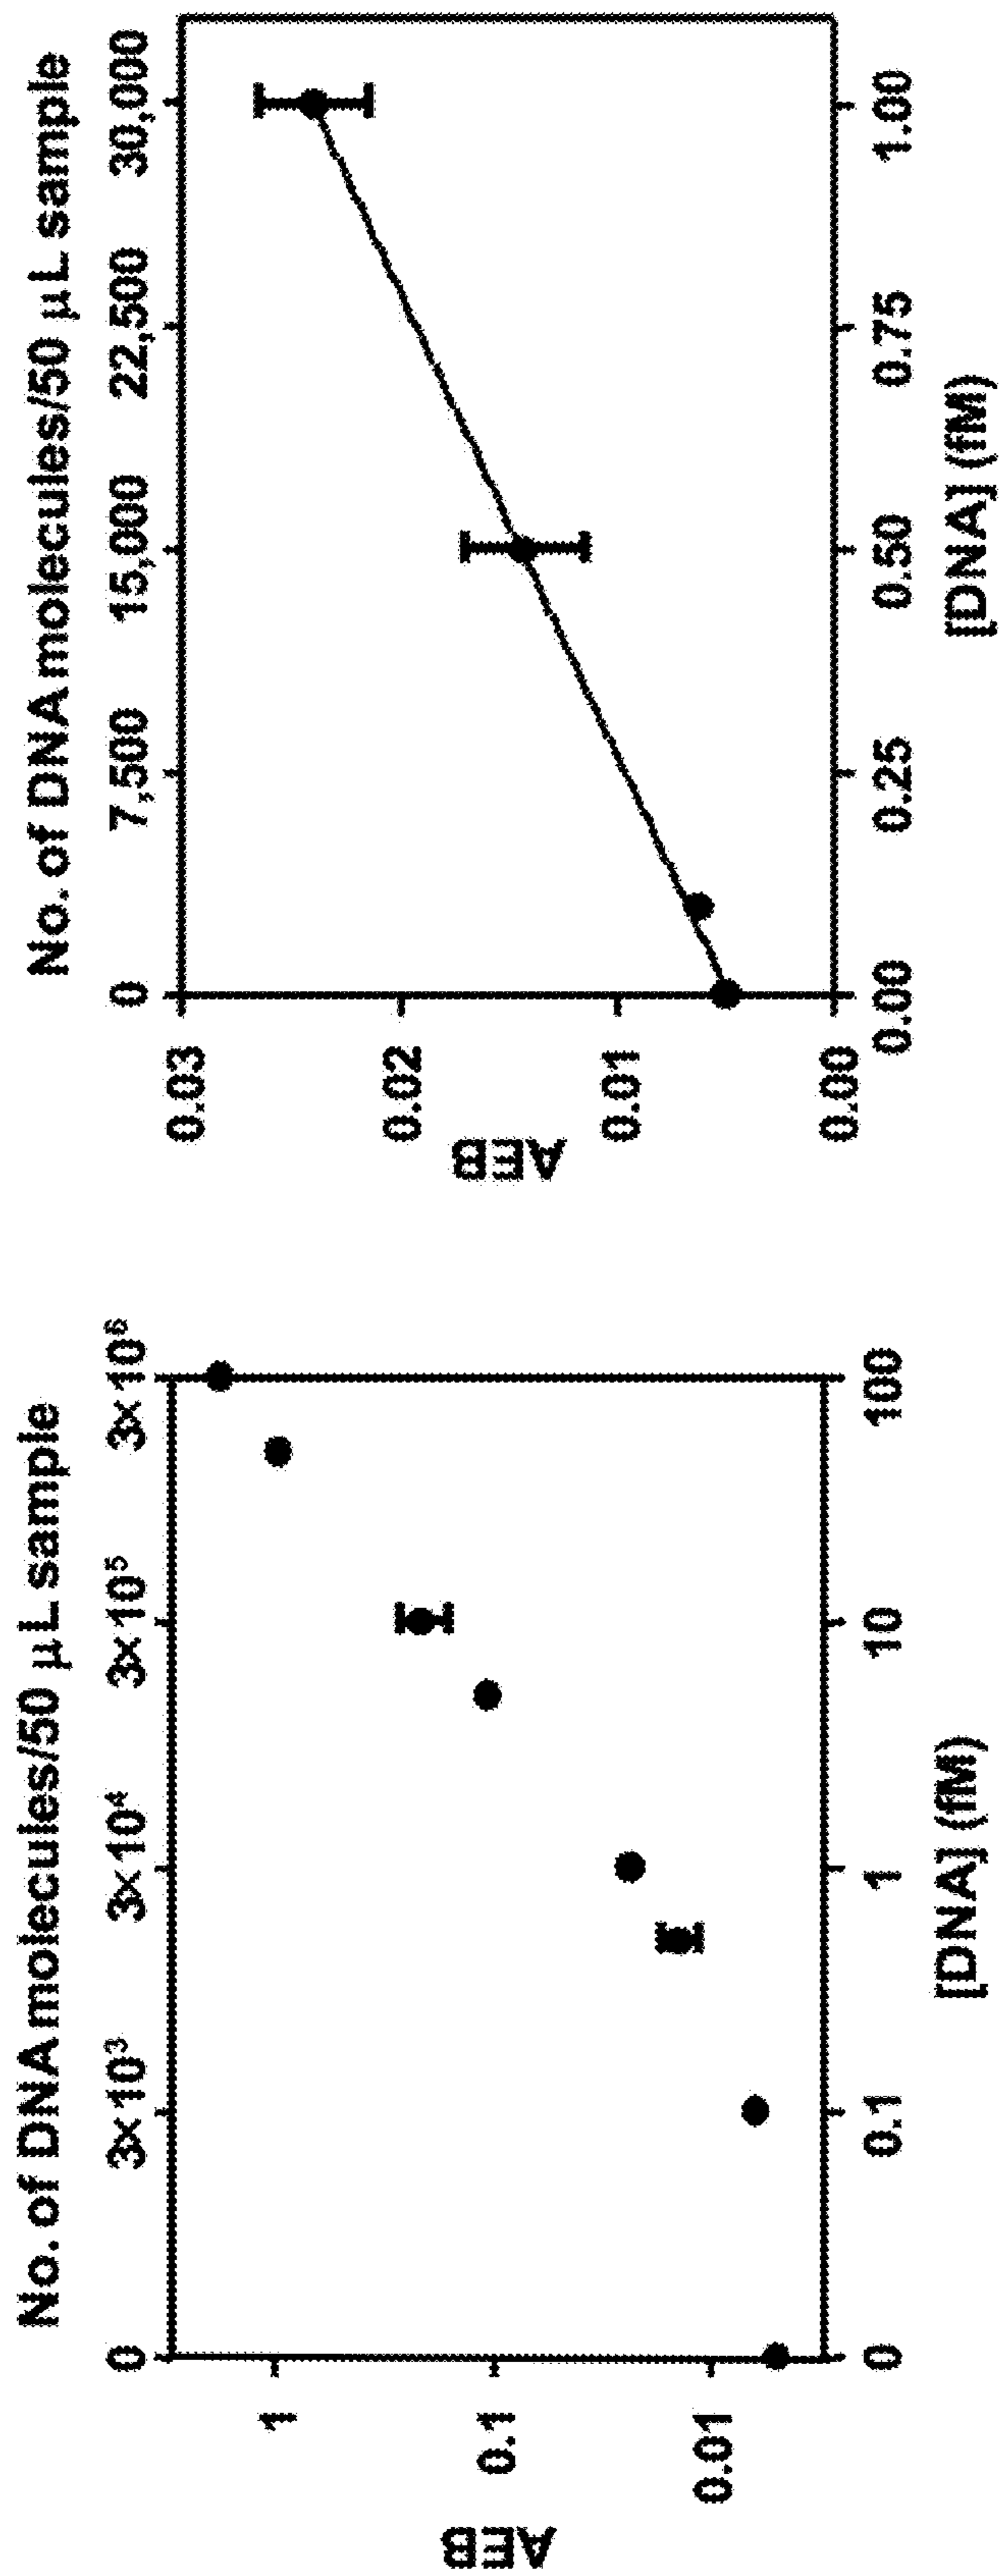 No. of DNA molecules/50 μL sample
0 3×10³ 3×10⁴ 3×10⁵ 3×10⁶
AEB
1
0.1
0.01
0 0.1 1 10 100
[DNA] (fM)
No. of DNA molecules/50 μL sample
0 7,500 15,000 22,500 30,000
AEB
0.03
0.02
0.01
0.00
0.00 0.25 0.50 0.75 1.00
[DNA] (fM)